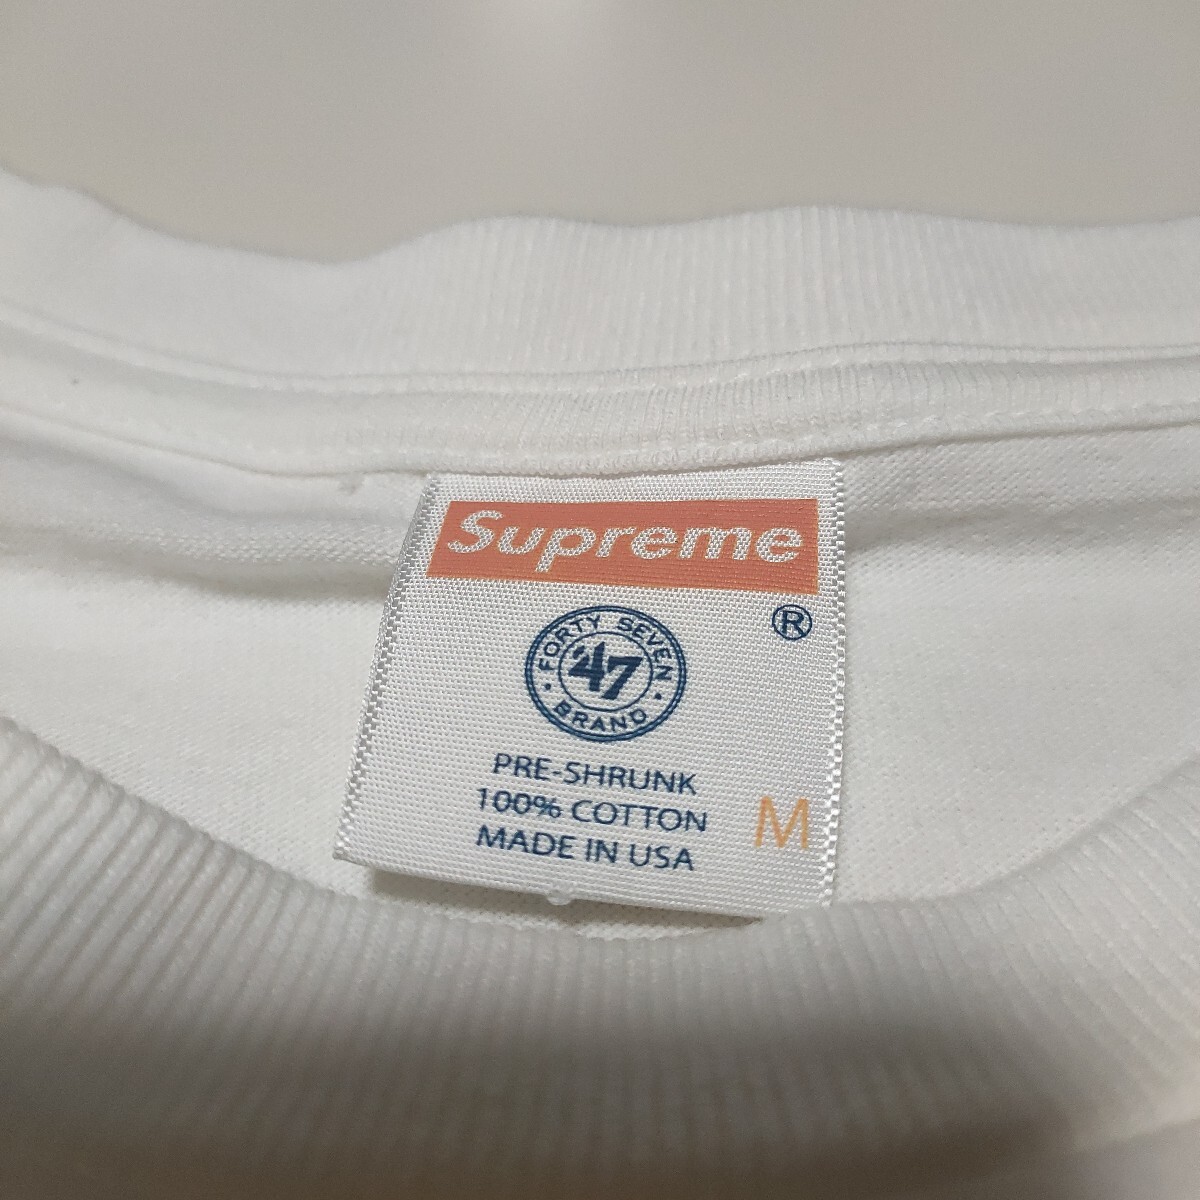 Supreme
®
FORTY SEVEN
47
BRAND
PRE-SHRUNK
100% COTTON
MADE IN USA
M